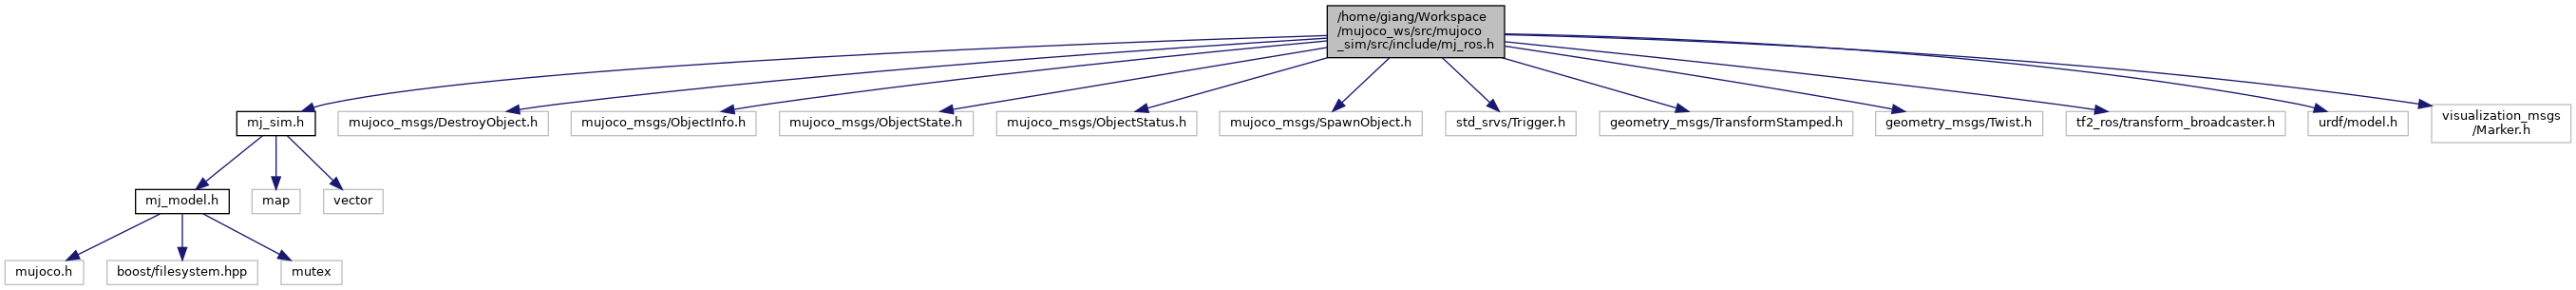 /home/giang/Workspace
/mujoco_ws/src/mujoco
_sim/src/include/mj_ros.h
mj_sim.h
mujoco_msgs/DestroyObject.h
mujoco_msgs/ObjectInfo.h
mujoco_msgs/ObjectState.h
mujoco_msgs/ObjectStatus.h
mujoco_msgs/SpawnObject.h
std_srvs/Trigger.h
geometry_msgs/TransformStamped.h
geometry_msgs/Twist.h
tf2_ros/transform_broadcaster.h
urdf/model.h
visualization_msgs
/Marker.h
mj_model.h
map
vector
mujoco.h
boost/filesystem.hpp
mutex